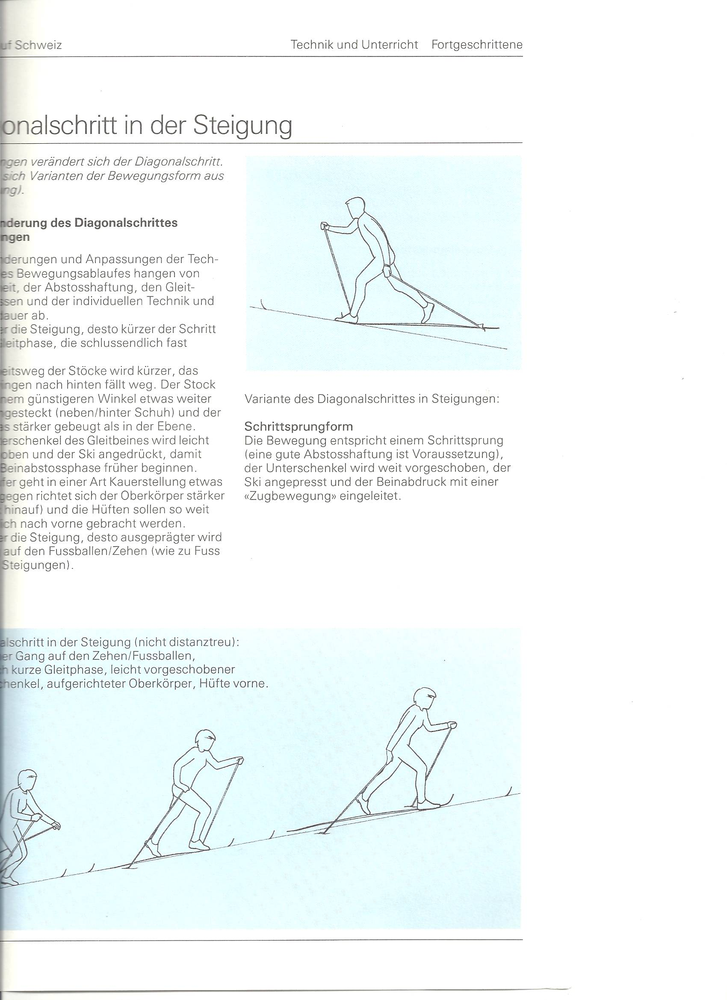 uf Schweiz
Technik und Unterricht Fortgeschrittene
onalschritt in der Steigung
ngen verändert sich der Diagonalschritt.
sich Varianten der Bewegungsform aus
ng).
nderung des Diagonalschrittes
ngen
derungen und Anpassungen der Tech-
es Bewegungsablaufes hangen von
eit, der Abstosshaftung, den Gleit-
ssen und der individuellen Technik und
auer ab.
er die Steigung, desto kürzer der Schritt
leitphase, die schlussendlich fast
eitsweg der Stöcke wird kürzer, das
ingen nach hinten fällt weg. Der Stock
nem günstigeren Winkel etwas weiter
ngesteckt (neben/hinter Schuh) und der
as stärker gebeugt als in der Ebene.
erschenkel des Gleitbeines wird leicht
oben und der Ski angedrückt, damit
Beinabstossphase früher beginnen.
fer geht in einer Art Kauerstellung etwas
gegen richtet sich der Oberkörper stärker
hinauf) und die Hüften sollen so weit
ich nach vorne gebracht werden.
er die Steigung, desto ausgeprägter wird
auf den Fussballen/Zehen (wie zu Fuss
Steigungen).
Variante des Diagonalschrittes in Steigungen:
Schrittsprungform
Die Bewegung entspricht einem Schrittsprung
(eine gute Abstosshaftung ist Voraussetzung),
der Unterschenkel wird weit vorgeschoben, der
Ski angepresst und der Beinabdruck mit einer
«Zugbewegung» eingeleitet.
alschritt in der Steigung (nicht distanztreu):
er Gang auf den Zehen/Fussballen,
h kurze Gleitphase, leicht vorgeschobener
chenkel, aufgerichteter Oberkörper, Hüfte vorne.